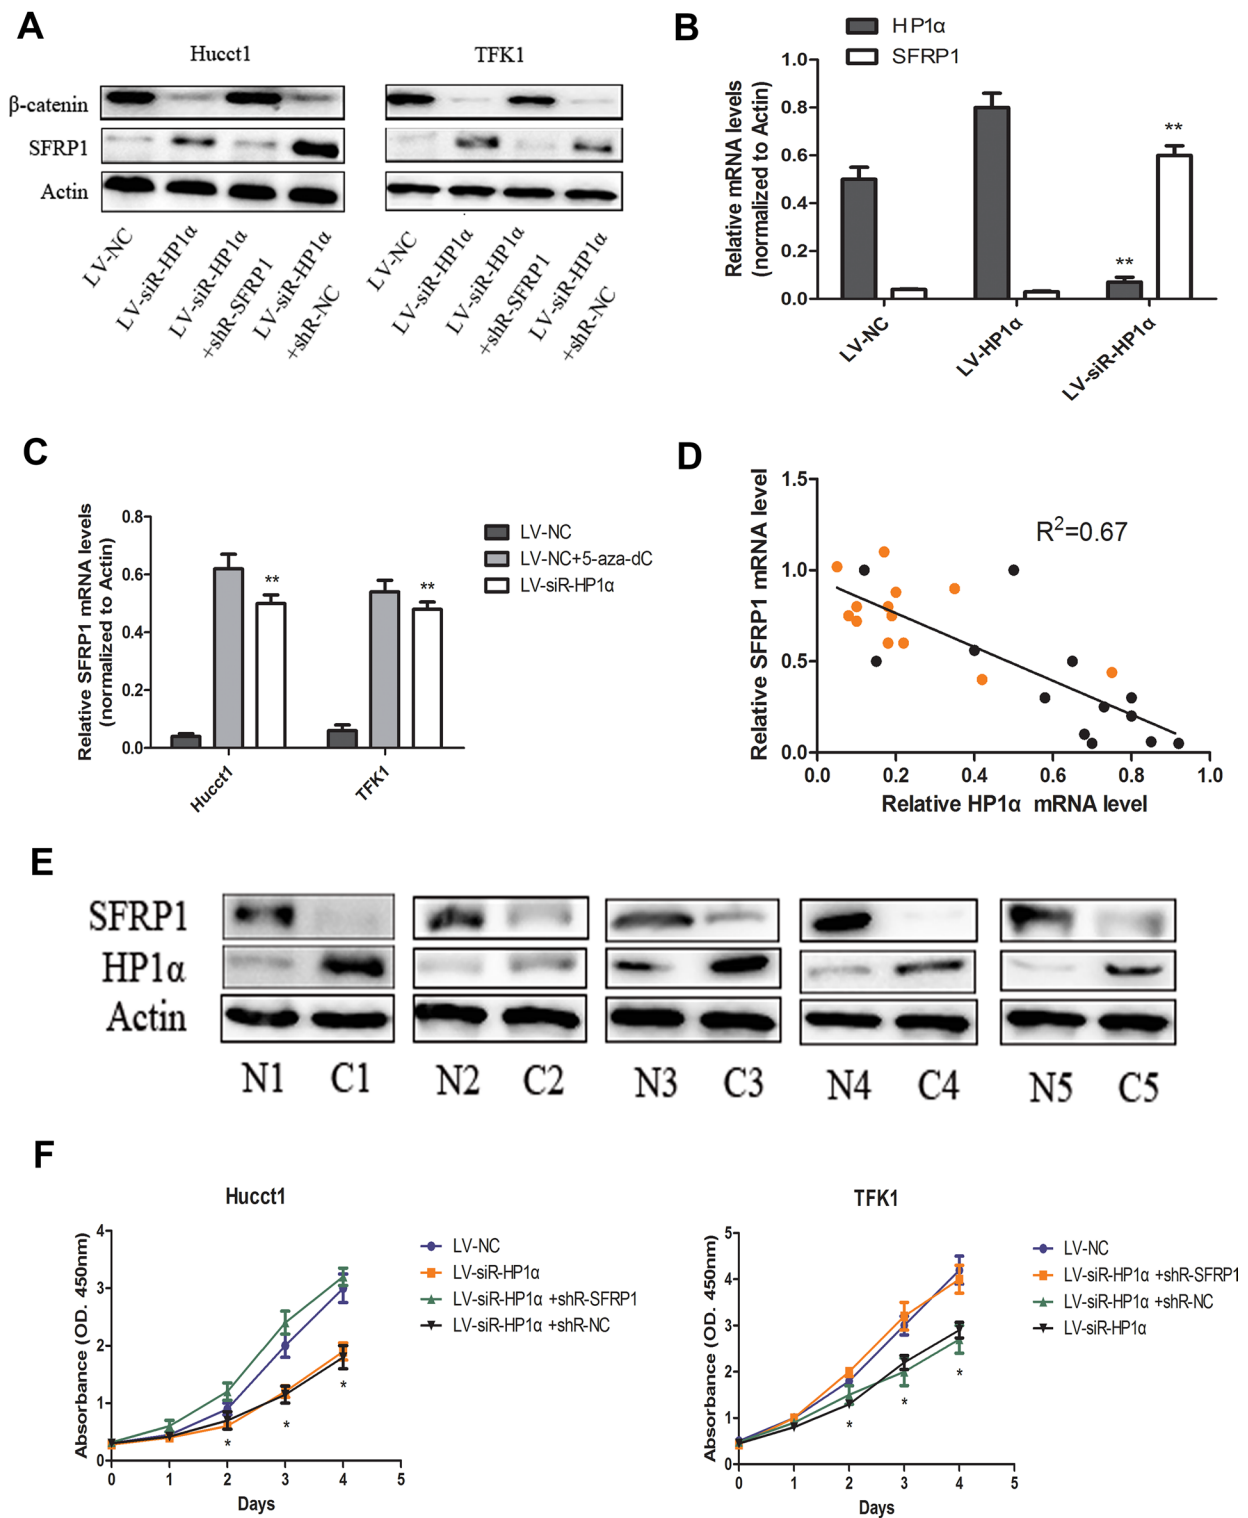 A
Hucct1
TFK1
β-catenin
SFRP1
Actin
LV-NC
LV-siR-HP1α
LV-siR-HP1α
+shR-SFRP1
LV-siR-HP1α
+shR-NC
LV-NC
LV-siR-HP1α
LV-siR-HP1α
+shR-SFRP1
LV-siR-HP1α
+shR-NC
B
HP1α
SFRP1
Relative mRNA levels
(normalized to Actin)
1.0
0.8
0.6
0.4
0.2
0.0
**
**
LV-NC
LV-HP1α
LV-siR-HP1α
C
Relative SFRP1 mRNA levels
(normalized to Actin)
0.8
0.6
0.4
0.2
0.0
**
**
Hucct1
TFK1
LV-NC
LV-NC+5-aza-dC
LV-siR-HP1α
D
Relative SFRP1 mRNA level
1.5
1.0
0.5
0.0
R2=0.67
0.0 0.2 0.4 0.6 0.8 1.0
Relative HP1α mRNA level
E
SFRP1
HP1α
Actin
N1 C1 N2 C2 N3 C3 N4 C4 N5 C5
F
Hucct1
Absorbance (OD. 450nm)
4
3
2
1
0
* * *
0 1 2 3 4 5
Days
LV-NC
LV-siR-HP1α
LV-siR-HP1α +shR-SFRP1
LV-siR-HP1α +shR-NC
TFK1
Absorbance (OD. 450nm)
5
4
3
2
1
0
* * *
0 1 2 3 4 5
Days
LV-NC
LV-siR-HP1α +shR-SFRP1
LV-siR-HP1α +shR-NC
LV-siR-HP1α